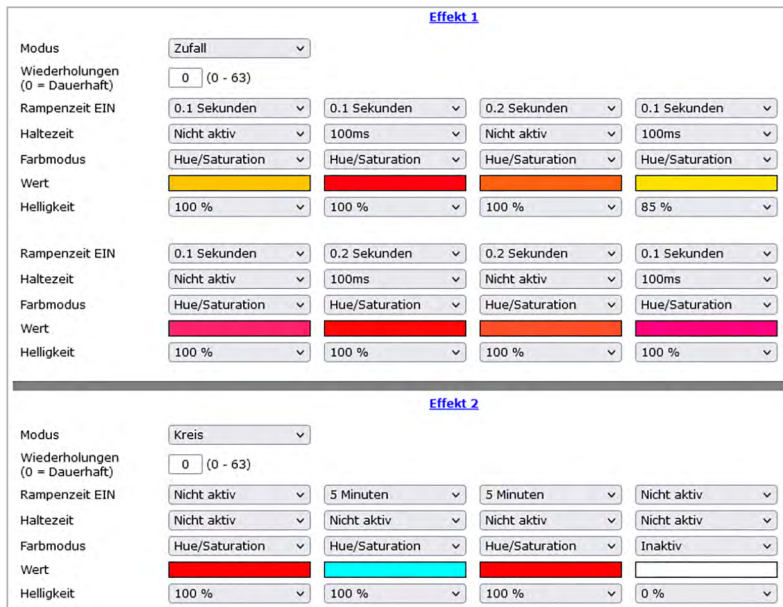 Effekt 1
Modus Zufall
Wiederholungen
(0 = Dauerhaft) 0 (0 - 63)
Rampenzeit EIN 0.1 Sekunden 0.1 Sekunden 0.2 Sekunden 0.1 Sekunden
Haltezeit Nicht aktiv 100ms Nicht aktiv 100ms
Farbmodus Hue/Saturation Hue/Saturation Hue/Saturation Hue/Saturation
Wert
Helligkeit 100 % 100 % 100 % 85 %
Rampenzeit EIN 0.1 Sekunden 0.2 Sekunden 0.2 Sekunden 0.1 Sekunden
Haltezeit Nicht aktiv 100ms Nicht aktiv 100ms
Farbmodus Hue/Saturation Hue/Saturation Hue/Saturation Hue/Saturation
Wert
Helligkeit 100 % 100 % 100 % 100 %
Effekt 2
Modus Kreis
Wiederholungen
(0 = Dauerhaft) 0 (0 - 63)
Rampenzeit EIN Nicht aktiv 5 Minuten 5 Minuten Nicht aktiv
Haltezeit Nicht aktiv Nicht aktiv Nicht aktiv Nicht aktiv
Farbmodus Hue/Saturation Hue/Saturation Hue/Saturation Inaktiv
Wert
Helligkeit 100 % 100 % 100 % 0 %